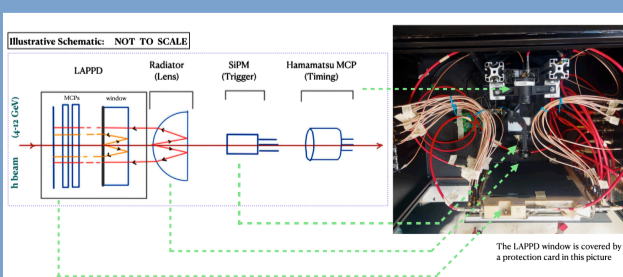 Illustrative Schematic: NOT TO SCALE
LAPPD
Radiator
(Lens)
SiPM
(Trigger)
Hamamatsu MCP
(Timing)
MCPs
window
h beam (4-12 GeV)
The LAPPD window is covered by
a protection card in this picture